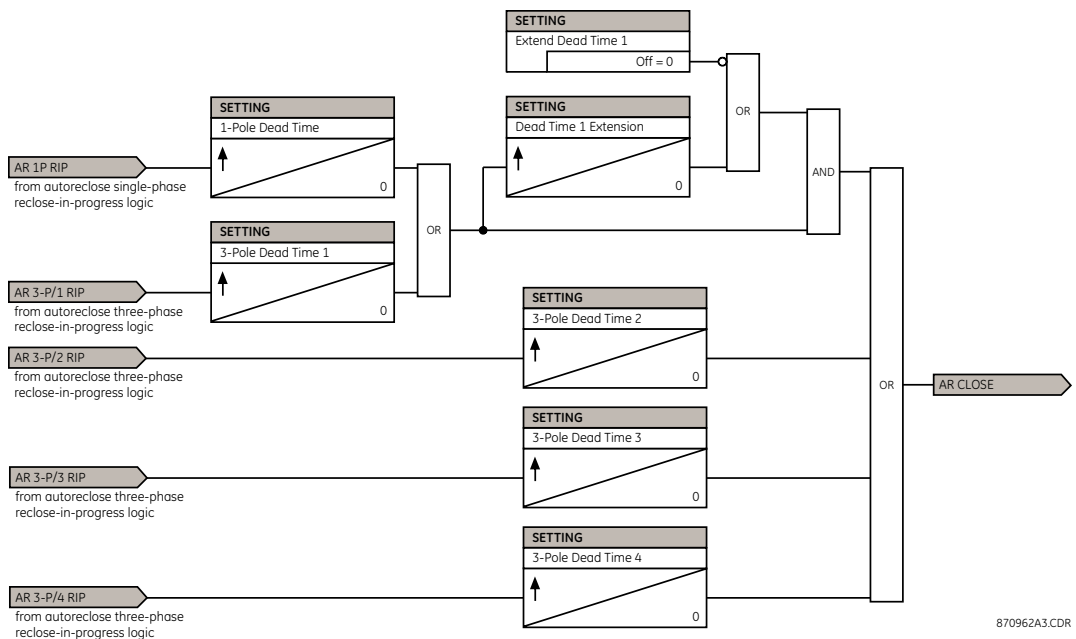 SETTING
Extend Dead Time 1
Off = 0
OR
SETTING
1-Pole Dead Time
0
SETTING
Dead Time 1 Extension
0
AND
AR 1P RIP
from autoreclose single-phase
reclose-in-progress logic
OR
SETTING
3-Pole Dead Time 1
0
AR 3-P/1 RIP
from autoreclose three-phase
reclose-in-progress logic
SETTING
3-Pole Dead Time 2
0
AR 3-P/2 RIP
from autoreclose three-phase
reclose-in-progress logic
OR
AR CLOSE
SETTING
3-Pole Dead Time 3
0
AR 3-P/3 RIP
from autoreclose three-phase
reclose-in-progress logic
SETTING
3-Pole Dead Time 4
0
AR 3-P/4 RIP
from autoreclose three-phase
reclose-in-progress logic
870962A3.CDR